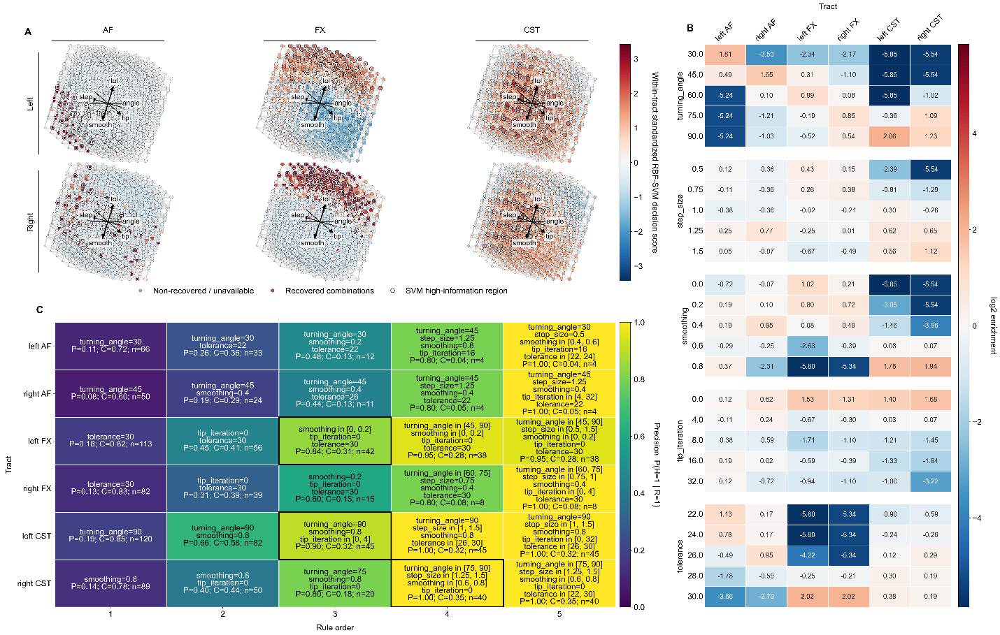 A
AF
FX
CST
Left
Right
tol
step
angle
tip
smooth
tol
step
angle
tip
smooth
tol
step
angle
tip
smooth
tol
step
angle
tip
smooth
tol
step
angle
tip
smooth
tol
step
angle
tip
smooth
3
2
1
0
−1
−2
−3
Within-tract standardized RBF-SVM decision score
Non-recovered / unavailable
Recovered combinations
SVM high-information region
B
Tract
left AF
right AF
left FX
right FX
left CST
right CST
turning_angle
30.0 1.81 -3.53 -2.34 -2.17 -5.85 -5.54
45.0 0.49 1.55 0.31 -1.10 -5.85 -5.54
60.0 -5.24 0.10 0.99 0.08 -5.85 -1.02
75.0 -5.24 -1.21 -0.19 0.85 -0.36 1.09
90.0 -5.24 -1.03 -0.52 0.54 2.06 1.23
step_size
0.5 0.12 -0.36 0.43 0.15 -2.39 -5.54
0.75 -0.11 -0.36 0.26 0.38 -0.81 -1.29
1.0 -0.38 -0.36 -0.02 -0.21 0.30 -0.26
1.25 0.25 0.77 -0.25 0.01 0.62 0.65
1.5 0.05 -0.07 -0.67 -0.49 0.56 1.12
smoothing
0.0 -0.72 -0.07 1.02 0.21 -5.85 -5.54
0.2 0.19 0.10 0.80 0.72 -3.05 -5.54
0.4 0.19 0.95 0.08 0.49 -1.46 -3.96
0.6 -0.29 -0.25 -2.63 -0.39 0.08 0.07
0.8 0.37 -2.31 -5.80 -5.34 1.78 1.94
tip_iteration
0.0 0.12 0.62 1.53 1.31 1.40 1.68
4.0 -0.11 0.24 -0.67 -0.30 0.03 0.07
8.0 -0.38 -0.59 -1.71 -1.10 -1.21 -1.45
16.0 0.19 0.02 -0.59 -0.39 -1.33 -1.84
32.0 0.12 -0.72 -0.94 -1.10 -1.00 -3.22
tolerance
22.0 1.13 0.17 -5.80 -5.34 -0.90 -0.59
24.0 0.78 0.17 -5.80 -5.34 -0.24 -0.26
26.0 -0.49 0.95 -4.22 -5.34 0.12 0.29
28.0 -1.78 -0.59 -0.25 -0.21 0.30 0.19
30.0 -3.66 -2.79 2.02 2.02 0.38 0.19
4
2
0
−2
−4
log2 enrichment
C
Tract
left AF
turning_angle=30
P=0.11; C=0.72; n=66
turning_angle=30
tolerance=22
P=0.26; C=0.36; n=33
turning_angle=30
smoothing=0.2
tolerance=22
P=0.48; C=0.13; n=12
turning_angle=45
step_size=1.25
smoothing=0.8
tip_iteration=16
P=0.80; C=0.04; n=4
turning_angle=30
step_size=0.5
smoothing in [0.4, 0.6]
tip_iteration=16
tolerance in [22, 24]
P=1.00; C=0.04; n=4
right AF
turning_angle=45
P=0.08; C=0.60; n=50
turning_angle=45
smoothing=0.4
P=0.19; C=0.29; n=24
turning_angle=45
smoothing=0.4
tolerance=26
P=0.44; C=0.13; n=11
turning_angle=45
step_size=1.25
smoothing=0.4
tolerance=22
P=0.80; C=0.05; n=4
turning_angle=45
step_size=1.25
smoothing=0.4
tip_iteration in [4, 32]
tolerance=22
P=1.00; C=0.05; n=4
left FX
tolerance=30
P=0.18; C=0.82; n=113
tip_iteration=0
tolerance=30
P=0.45; C=0.41; n=56
smoothing in [0, 0.2]
tip_iteration=0
tolerance=30
P=0.84; C=0.31; n=42
turning_angle in [45, 90]
smoothing in [0, 0.2]
tip_iteration=0
tolerance=30
P=0.95; C=0.28; n=38
turning_angle in [45, 90]
step_size in [0.5, 1.5]
smoothing in [0, 0.2]
tip_iteration=0
tolerance=30
P=0.95; C=0.28; n=38
right FX
tolerance=30
P=0.13; C=0.83; n=82
tip_iteration=0
tolerance=30
P=0.31; C=0.39; n=39
smoothing=0.2
tip_iteration=0
tolerance=30
P=0.60; C=0.15; n=15
turning_angle in [60, 75]
step_size=0.75
smoothing=0.4
tolerance=30
P=0.80; C=0.08; n=8
turning_angle in [60, 75]
step_size in [0.75, 1]
smoothing=0.4
tip_iteration in [0, 4]
tolerance=30
P=1.00; C=0.08; n=8
left CST
turning_angle=90
P=0.19; C=0.85; n=120
turning_angle=90
smoothing=0.8
P=0.66; C=0.58; n=82
turning_angle=90
smoothing=0.8
tip_iteration in [0, 4]
P=0.90; C=0.32; n=45
turning_angle=90
step_size in [1, 1.5]
smoothing=0.8
tolerance in [26, 30]
P=1.00; C=0.32; n=45
turning_angle=90
step_size in [1, 1.5]
smoothing=0.8
tip_iteration in [0, 32]
tolerance in [26, 30]
P=1.00; C=0.32; n=45
right CST
smoothing=0.8
P=0.14; C=0.78; n=89
smoothing=0.8
tip_iteration=0
P=0.40; C=0.44; n=50
turning_angle=75
smoothing=0.8
tip_iteration=0
P=0.80; C=0.18; n=20
turning_angle in [75, 90]
step_size in [1.25, 1.5]
smoothing in [0.6, 0.8]
tip_iteration=0
P=1.00; C=0.35; n=40
turning_angle in [75, 90]
step_size in [1.25, 1.5]
smoothing in [0.6, 0.8]
tip_iteration=0
tolerance in [22, 30]
P=1.00; C=0.35; n=40
1
2
3
4
5
Rule order
1.0
0.8
0.6
0.4
0.2
0.0
Precision P(H=1 | R=1)